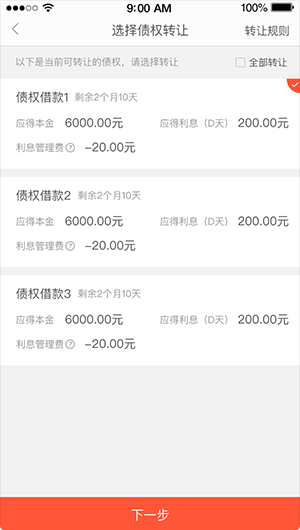 9:00 AM 100%
选择债权转让 转让规则
以下是当前可转让的债权，请选择转让 全部转让
债权借款1 剩余2个月10天
应得本金 6000.00元 应得利息（D天） 200.00元
利息管理费? -20.00元
债权借款2 剩余2个月10天
应得本金 6000.00元 应得利息（D天） 200.00元
利息管理费? -20.00元
债权借款3 剩余2个月10天
应得本金 6000.00元 应得利息（D天） 200.00元
利息管理费? -20.00元
下一步